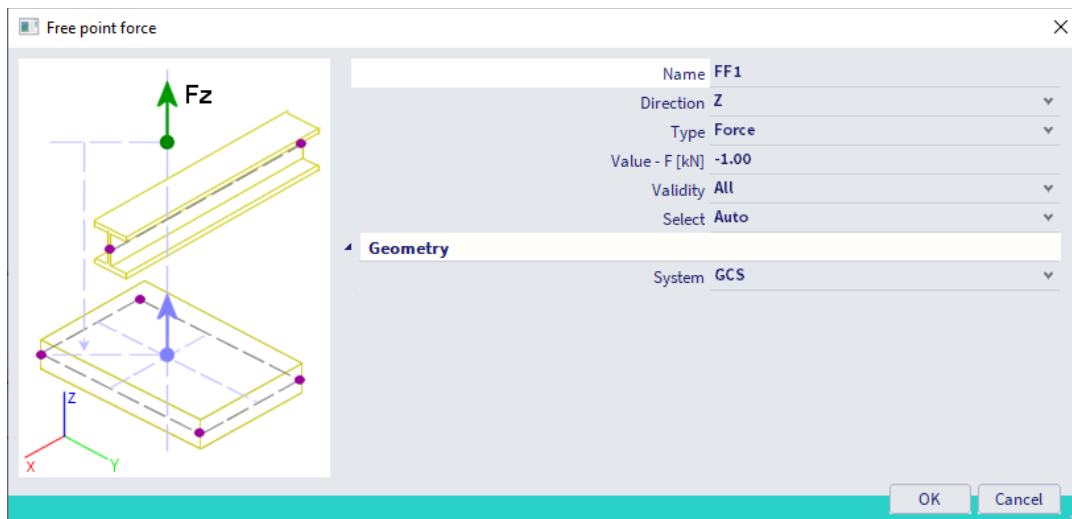 Free point force
Fz
Z
X
Y
Name FF1
Direction Z
Type Force
Value - F [kN] -1.00
Validity All
Select Auto
Geometry
System GCS
OK Cancel